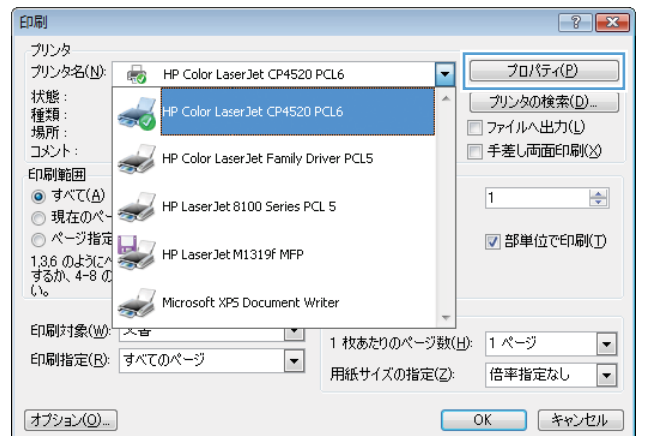 印刷
プリンタ
プリンタ名(N): HP Color LaserJet CP4520 PCL6
プロパティ(P)
状態:
種類:
場所:
コメント:
HP Color LaserJet CP4520 PCL6
HP Color LaserJet Family Driver PCL5
HP LaserJet 8100 Series PCL 5
HP LaserJet M1319f MFP
Microsoft XPS Document Writer
プリンタの検索(D)...
ファイルへ出力(L)
手差し両面印刷(X)
印刷範囲
すべて(A)
現在のペー
ページ指定
1,3,6 のように
するか、4-8 の
い。
1
部単位で印刷(T)
印刷対象(W): 文書
印刷指定(R): すべてのページ
1 枚あたりのページ数(H): 1 ページ
用紙サイズの指定(Z): 倍率指定なし
オプション(O)...
OK
キャンセル